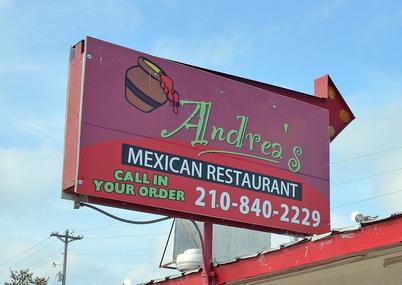 Andrea's
MEXICAN RESTAURANT
CALL IN
YOUR ORDER
210-840-2229